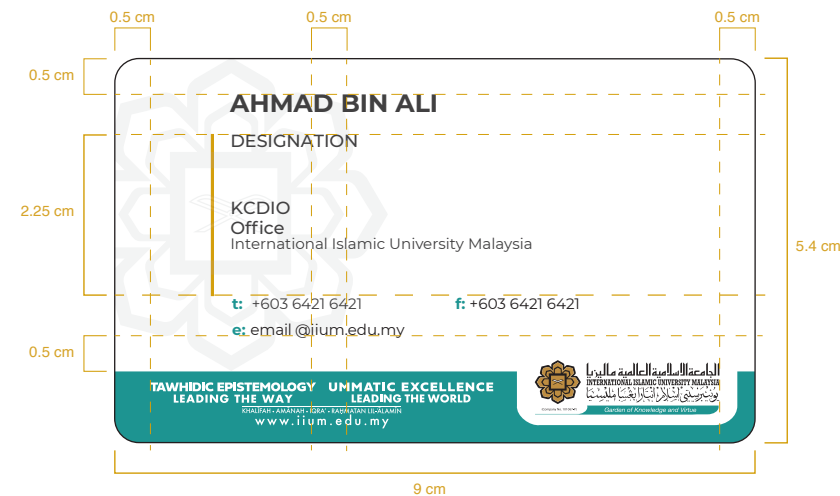 0.5 cm 0.5 cm 0.5 cm
0.5 cm
AHMAD BIN ALI
DESIGNATION
2.25 cm
KCDIO
Office
International Islamic University Malaysia
5.4 cm
t: +603 6421 6421 f: +603 6421 6421
e: email @iium.edu.my
0.5 cm
TAWHIDIC EPISTEMOLOGY UMMATIC EXCELLENCE
LEADING THE WAY LEADING THE WORLD
KHALIFAH • AMANAH • IQRA' • RAHMATAN LIL-ALAMIN
www.iium.edu.my
الجامعة الإسلامية العالمية ماليزيا
INTERNATIONAL ISLAMIC UNIVERSITY MALAYSIA
Garden of Knowledge and Virtue
9 cm